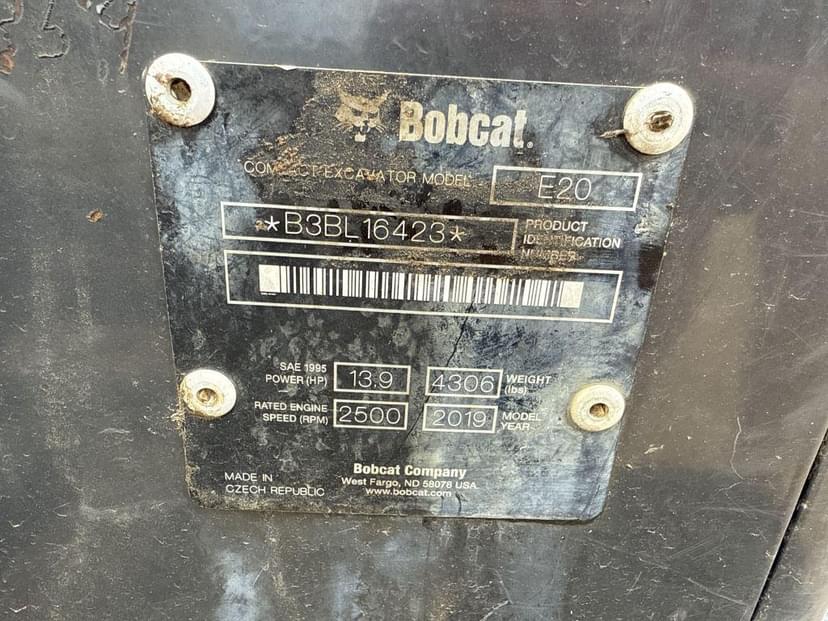 Bobcat®
COMPACT EXCAVATOR MODEL E20
*B3BL16423* PRODUCT
IDENTIFICATION
NUMBER
SAE 1995
POWER (HP) 13.9 4306 WEIGHT
(lbs)
RATED ENGINE
SPEED (RPM) 2500 2019 MODEL
YEAR
MADE IN
CZECH REPUBLIC
Bobcat Company
West Fargo, ND 58078 USA
www.bobcat.com